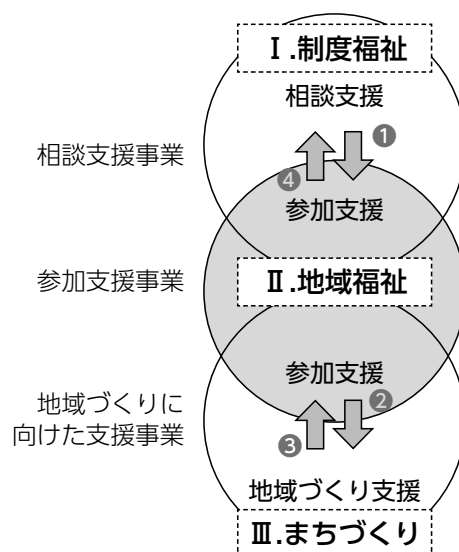 Ⅰ.制度福祉
相談支援
❶
相談支援事業
❹
参加支援
参加支援事業
Ⅱ.地域福祉
参加支援
地域づくりに
向けた支援事業
❷
❸
地域づくり支援
Ⅲ.まちづくり